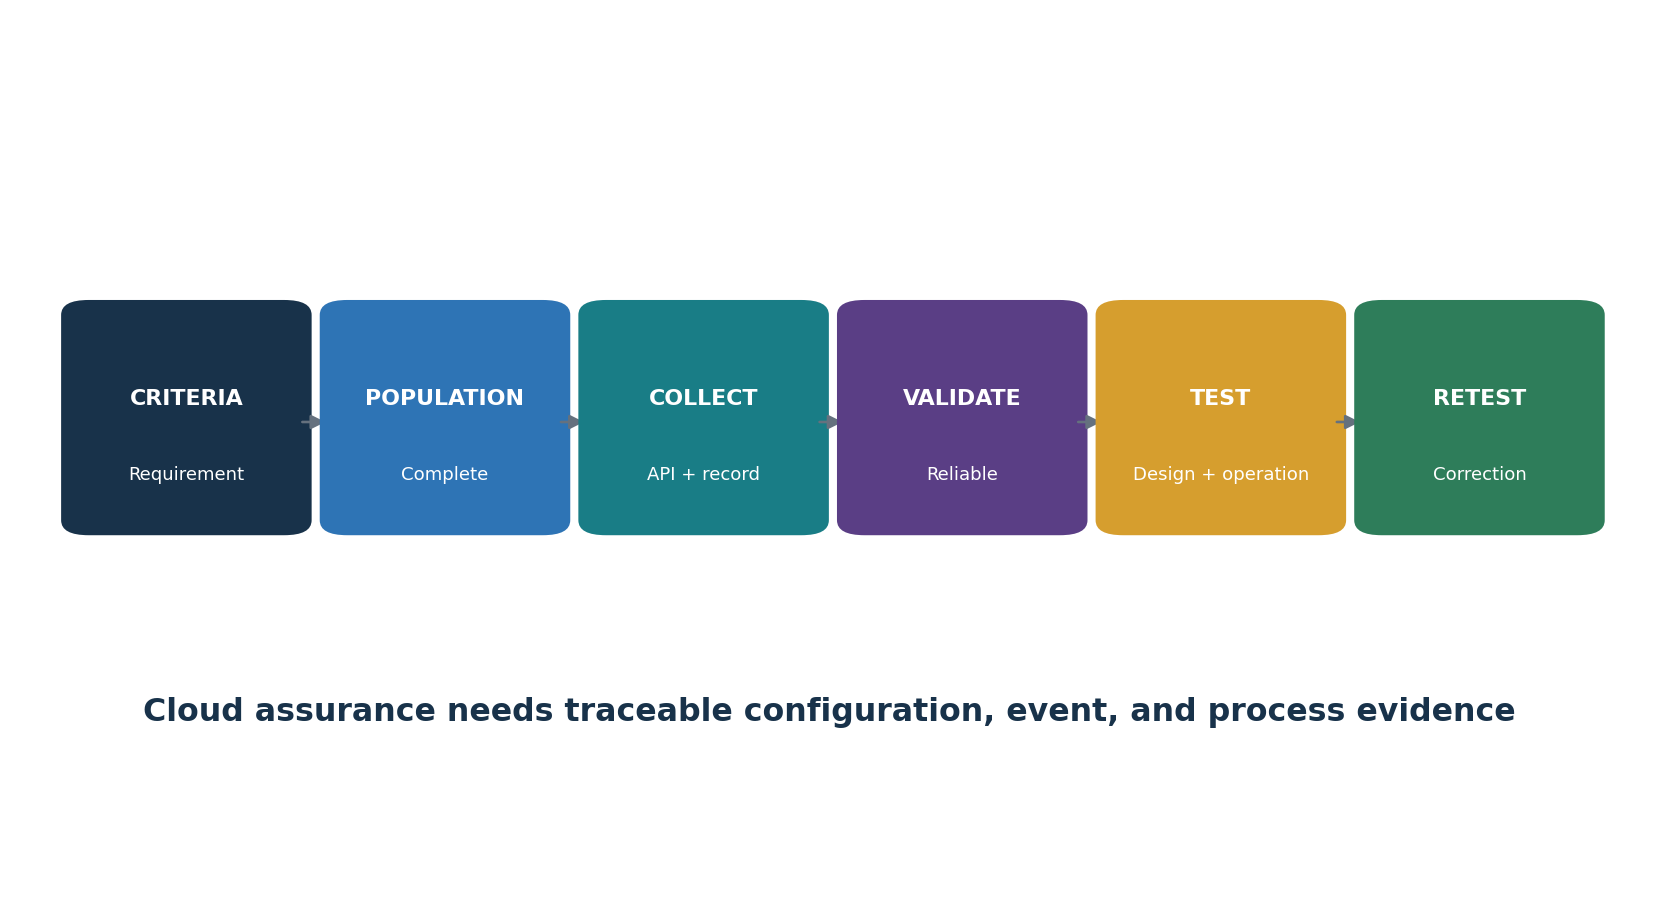 CRITERIA
Requirement
POPULATION
Complete
COLLECT
API + record
VALIDATE
Reliable
TEST
Design + operation
RETEST
Correction
Cloud assurance needs traceable configuration, event, and process evidence